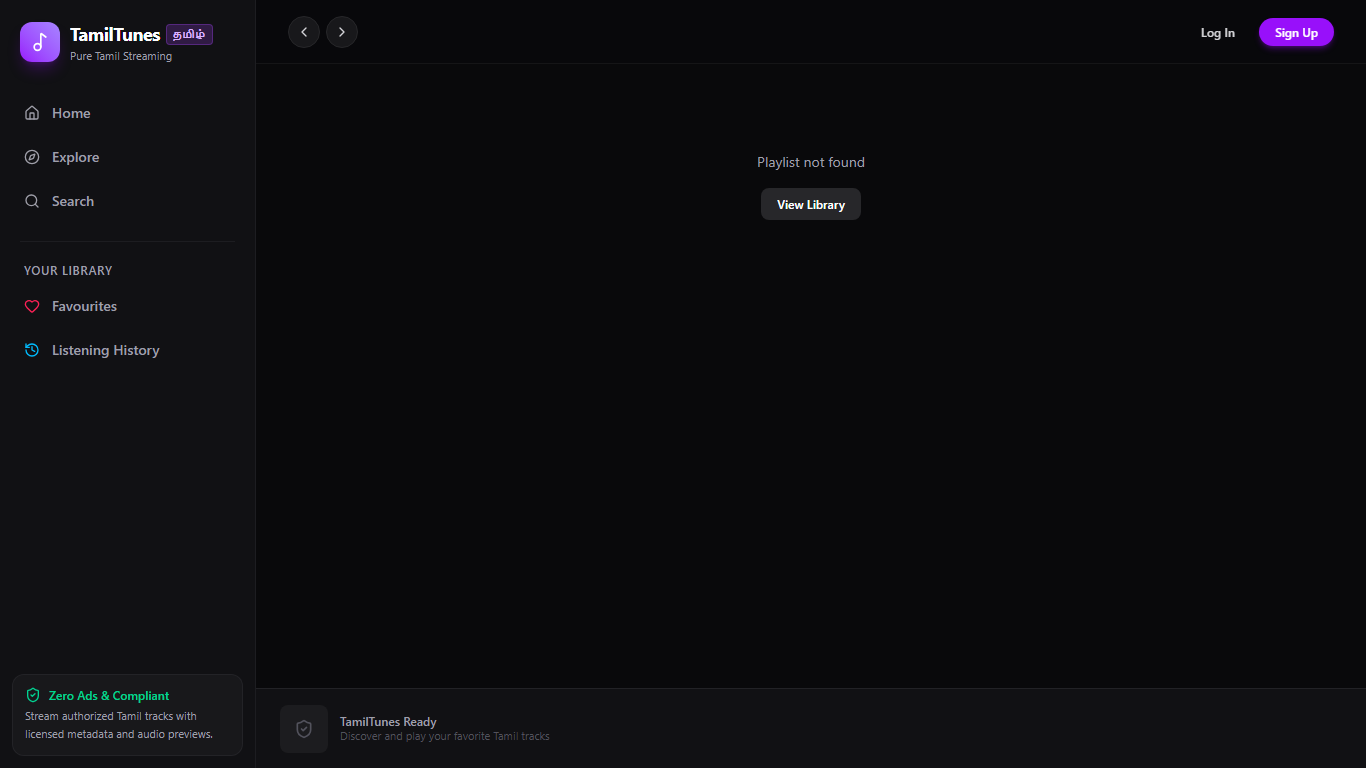 TamilTunes தமிழ்
Pure Tamil Streaming
Home
Explore
Search
YOUR LIBRARY
Favourites
Listening History
Zero Ads & Compliant
Stream authorized Tamil tracks with
licensed metadata and audio previews.
Log In
Sign Up
Playlist not found
View Library
TamilTunes Ready
Discover and play your favorite Tamil tracks